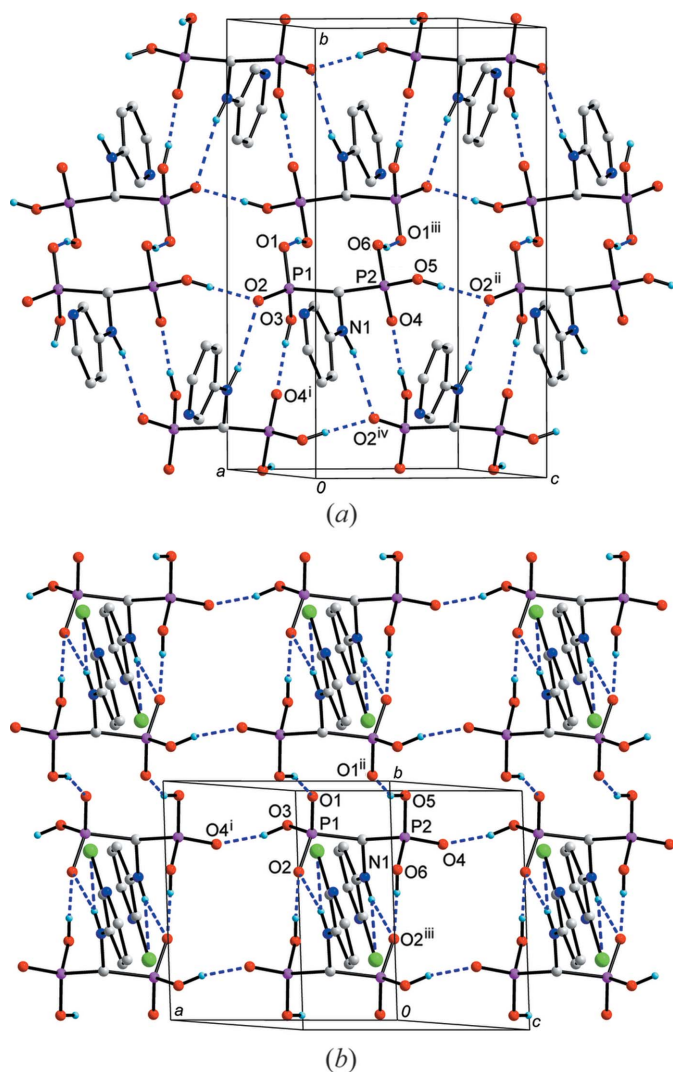 b
O1 O6 O1iii
P1 P2 O5
O2 O2ii
O3 N1 O4
O4i
O2iv
a 0 c
(a)
O1ii b
O3 O1 O5
O4i P1 P2
O2 N1 O4
O6
O2iii
a 0 c
(b)